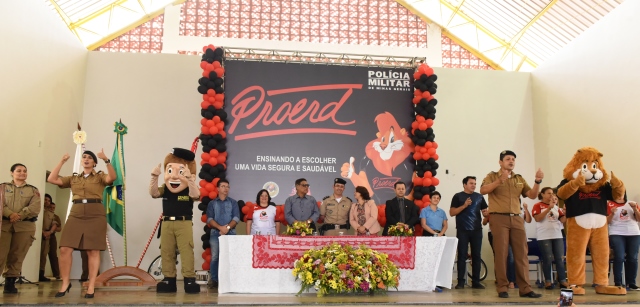 POLÍCIA
MILITAR
DE MINAS GERAIS
Proerd
ENSINANDO A ESCOLHER
UMA VIDA SEGURA E SAUDÁVEL